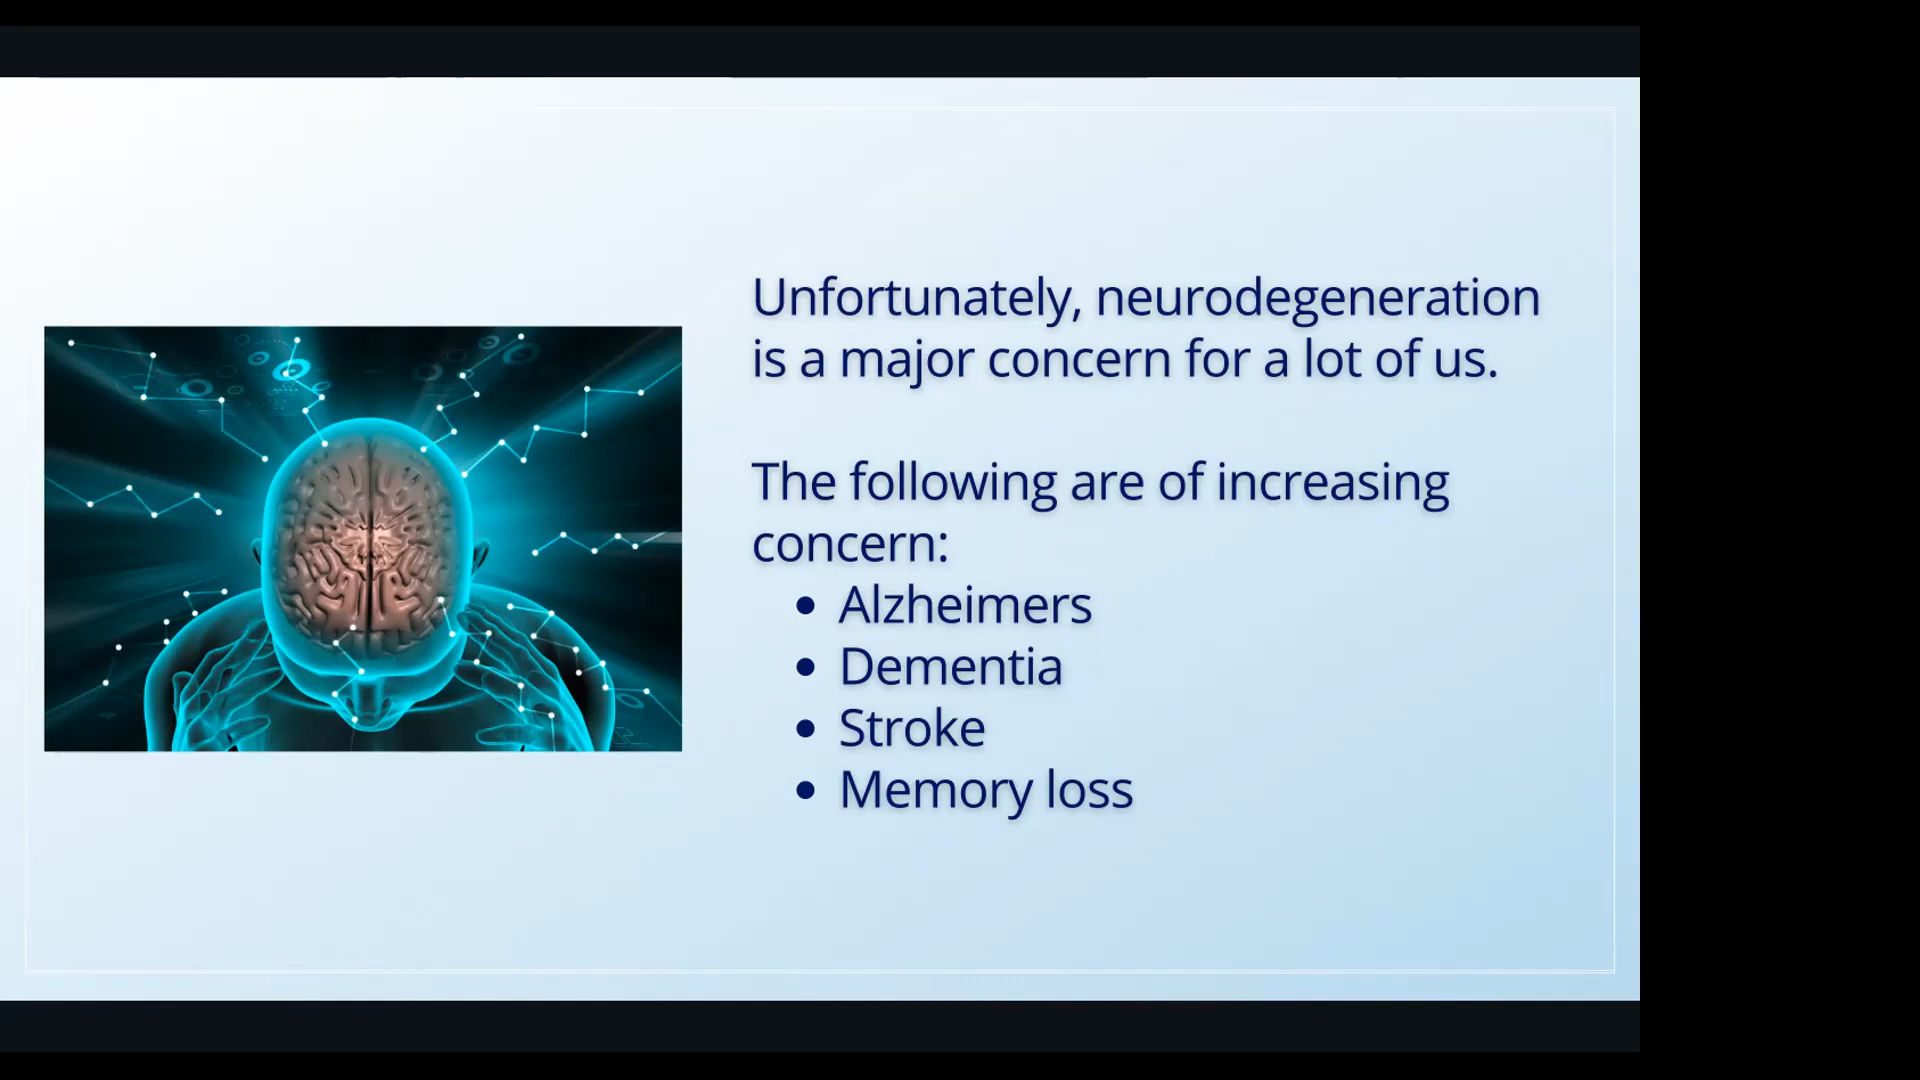 Unfortunately, neurodegeneration
is a major concern for a lot of us.
The following are of increasing
concern:
• Alzheimers
• Dementia
• Stroke
• Memory loss